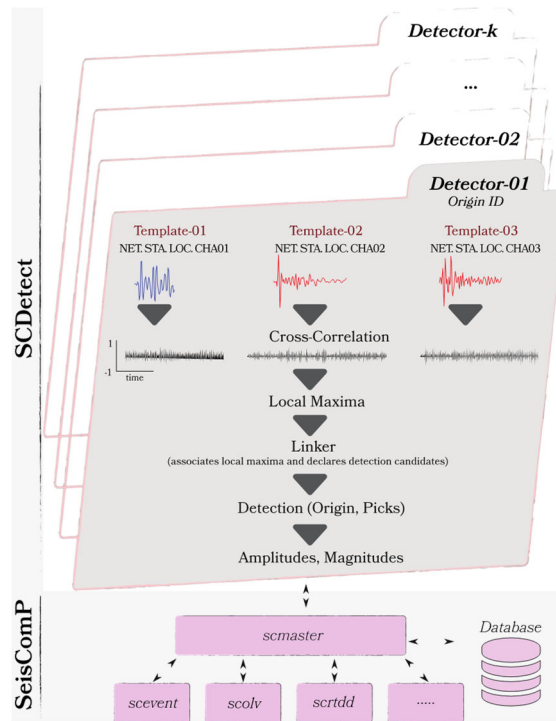 Detector-k
...
Detector-02
Detector-01
Origin ID
Template-01
Template-02
Template-03
NET. STA. LOC. CHA01
NET. STA. LOC. CHA02
NET. STA. LOC. CHA03
Cross-Correlation
1
-1
time
Local Maxima
Linker
(associates local maxima and declares detection candidates)
Detection (Origin, Picks)
Amplitudes, Magnitudes
SCDetect
SeisComP
scmaster
Database
scevent
scolv
scrtdd
.....